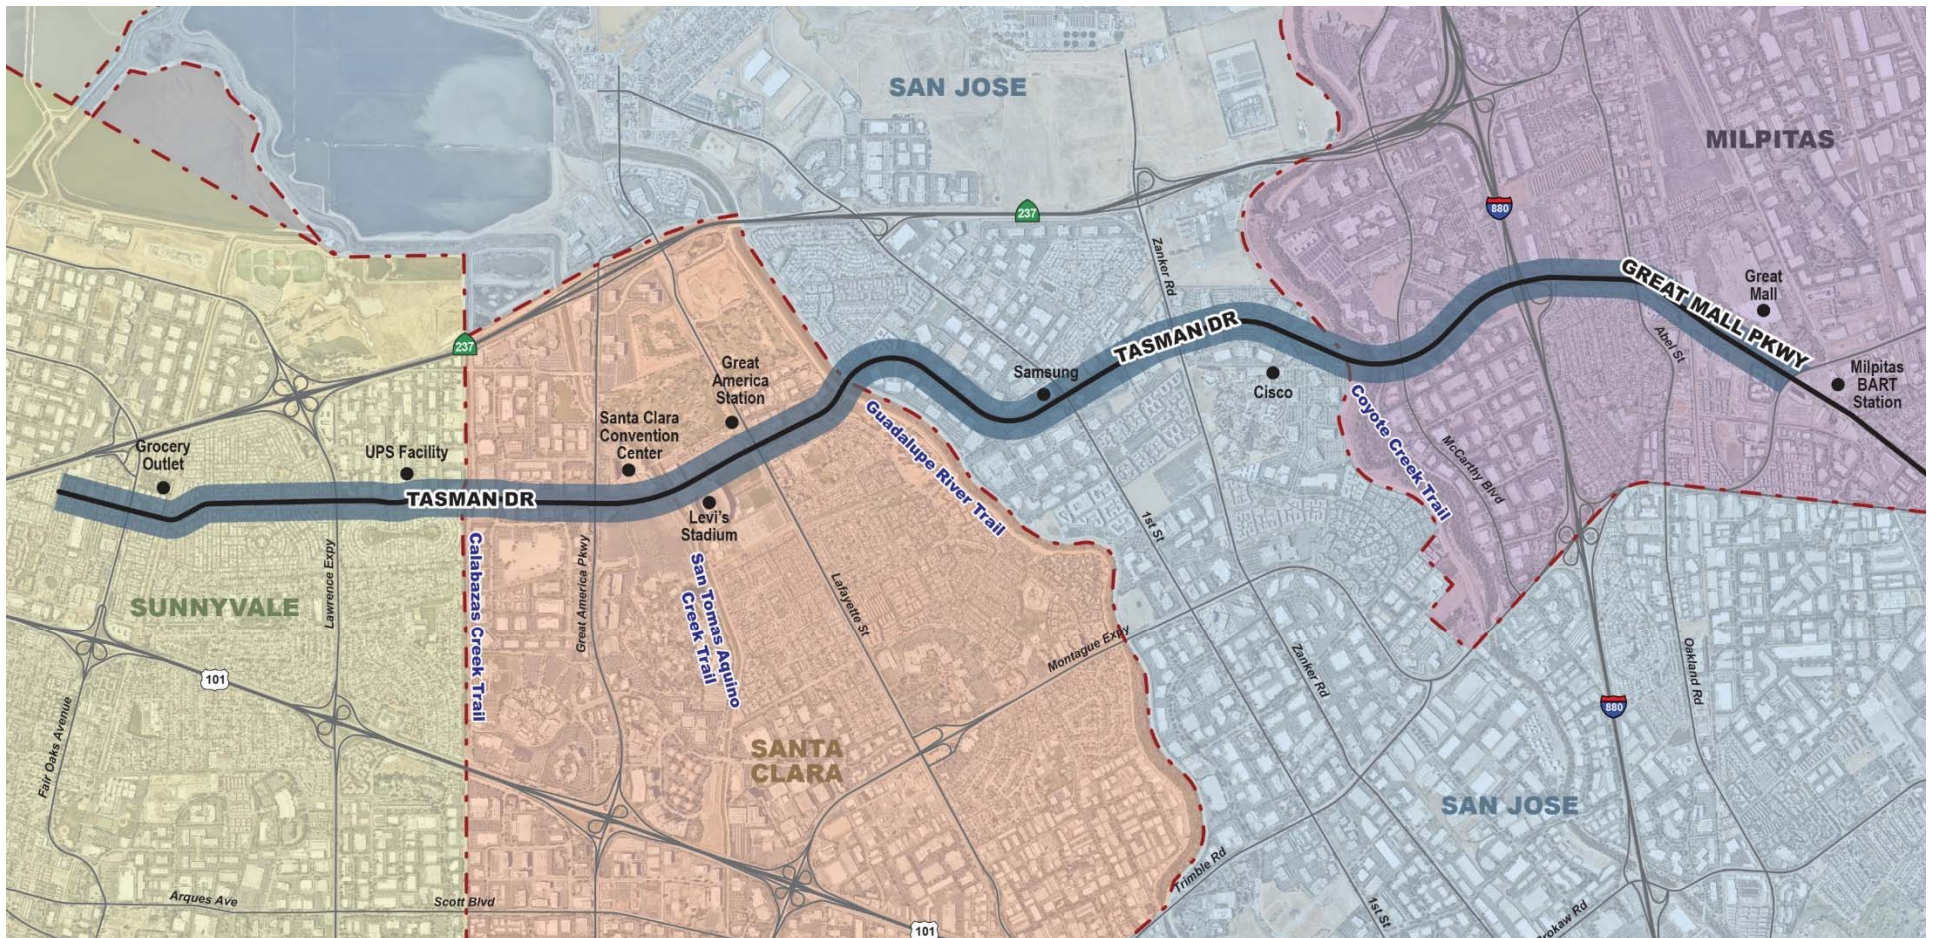 SAN JOSE
MILPITAS
237
880
Zanker Rd
GREAT MALL PKWY
Great
Mall
TASMAN DR
237
Abel St
Great
America
Station
Samsung
Cisco
Milpitas
BART
Station
Santa Clara
Convention
Center
Grocery
Outlet
UPS Facility
TASMAN DR
Guadalupe River Trail
Coyote Creek Trail
McCarthy Blvd
Levi's
Stadium
1st St
Calabazas Creek Trail
Lawrence Expy
Great America Pkwy
San Tomas Aquino
Creek Trail
Lafayette St
SUNNYVALE
Montague Expy
Zanker Rd
Oakland Rd
101
880
Fair Oaks Avenue
SANTA
CLARA
SAN JOSE
Trimble Rd
Arques Ave
Scott Blvd
1st St
101